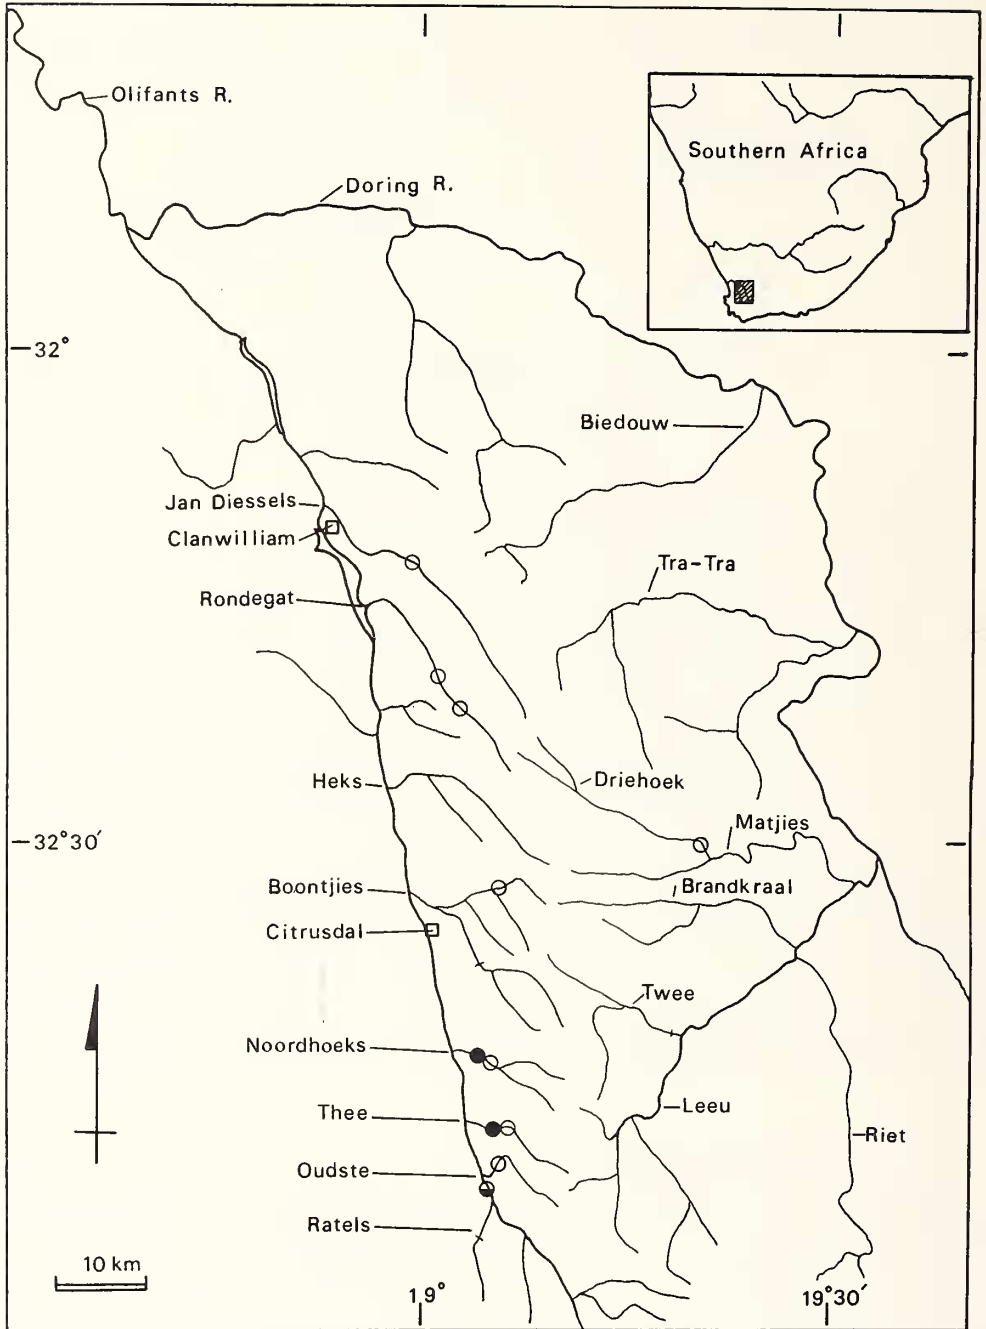 Olifants R.
Doring R.
Southern Africa
32°
Biedouw
Jan Diessels
Clanwilliam
Tra-Tra
Rondegat
Heks
Driehoek
32°30′
Matjies
Boontjies
Brandkraal
Citrusdal
Twee
Noordhoeks
Leeu
Thee
Riet
Oudste
Ratels
10 km
19°
19°30′